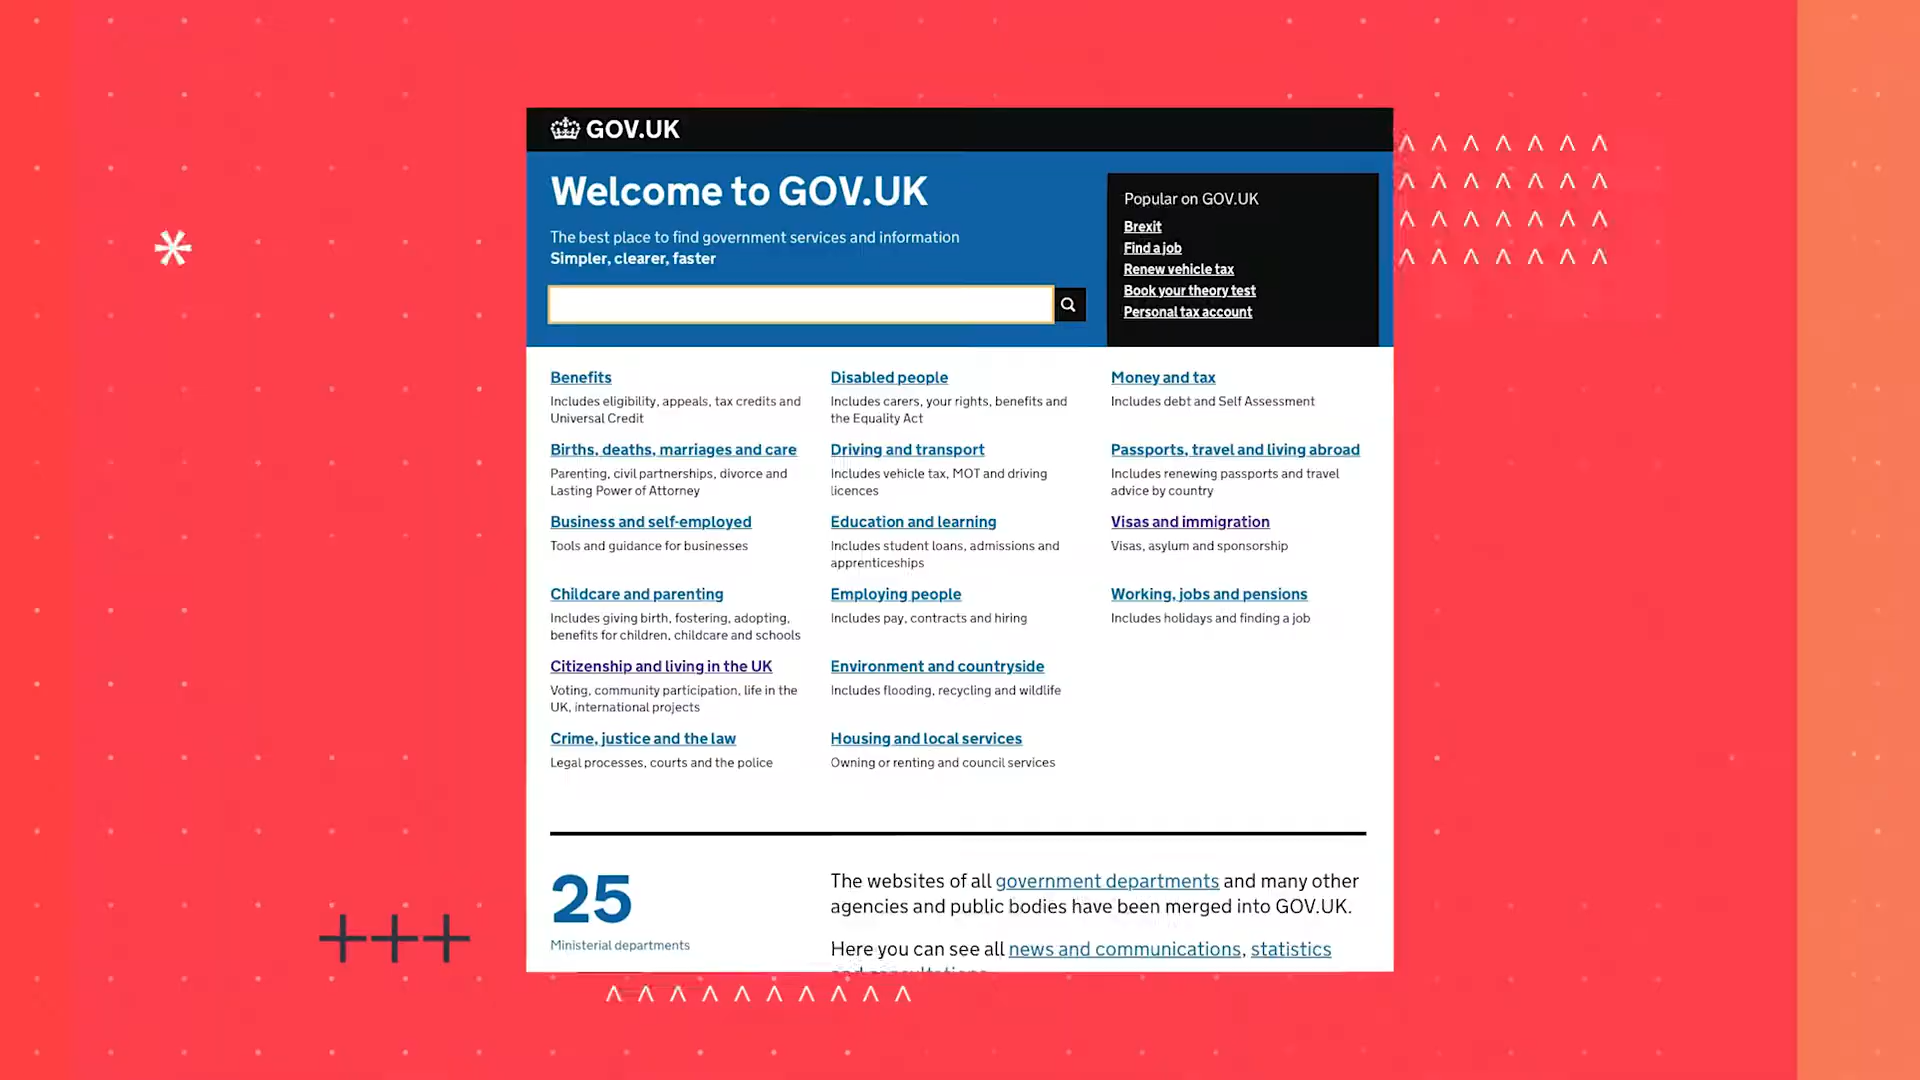 GOV.UK
Welcome to GOV.UK
The best place to find government services and information
Simpler, clearer, faster
Popular on GOV.UK
Brexit
Find a job
Renew vehicle tax
Book your theory test
Personal tax account
Benefits
Includes eligibility, appeals, tax credits and
Universal Credit
Births, deaths, marriages and care
Parenting, civil partnerships, divorce and
Lasting Power of Attorney
Business and self-employed
Tools and guidance for businesses
Childcare and parenting
Includes giving birth, fostering, adopting,
benefits for children, childcare and schools
Citizenship and living in the UK
Voting, community participation, life in the
UK, international projects
Crime, justice and the law
Legal processes, courts and the police
Disabled people
Includes carers, your rights, benefits and
the Equality Act
Driving and transport
Includes vehicle tax, MOT and driving
licences
Education and learning
Includes student loans, admissions and
apprenticeships
Employing people
Includes pay, contracts and hiring
Environment and countryside
Includes flooding, recycling and wildlife
Housing and local services
Owning or renting and council services
Money and tax
Includes debt and Self Assessment
Passports, travel and living abroad
Includes renewing passports and travel
advice by country
Visas and immigration
Visas, asylum and sponsorship
Working, jobs and pensions
Includes holidays and finding a job
25
Ministerial departments
The websites of all government departments and many other
agencies and public bodies have been merged into GOV.UK.
Here you can see all news and communications, statistics